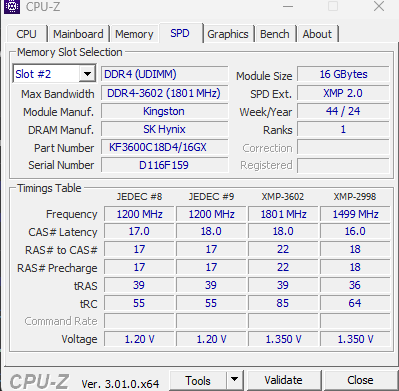 CPU-Z
CPU Mainboard Memory SPD Graphics Bench About
Memory Slot Selection
Slot #2 DDR4 (UDIMM) Module Size 16 GBytes
Max Bandwidth DDR4-3602 (1801 MHz) SPD Ext. XMP 2.0
Module Manuf. Kingston Week/Year 44 / 24
DRAM Manuf. SK Hynix Ranks 1
Part Number KF3600C18D4/16GX Correction
Serial Number D116F159 Registered
Timings Table
JEDEC #8 JEDEC #9 XMP-3602 XMP-2998
Frequency 1200 MHz 1200 MHz 1801 MHz 1499 MHz
CAS# Latency 17.0 18.0 18.0 16.0
RAS# to CAS# 17 17 22 18
RAS# Precharge 17 17 22 18
tRAS 39 39 39 36
tRC 55 55 85 64
Command Rate
Voltage 1.20 V 1.20 V 1.350 V 1.350 V
CPU-Z Ver. 3.01.0.x64 Tools Validate Close